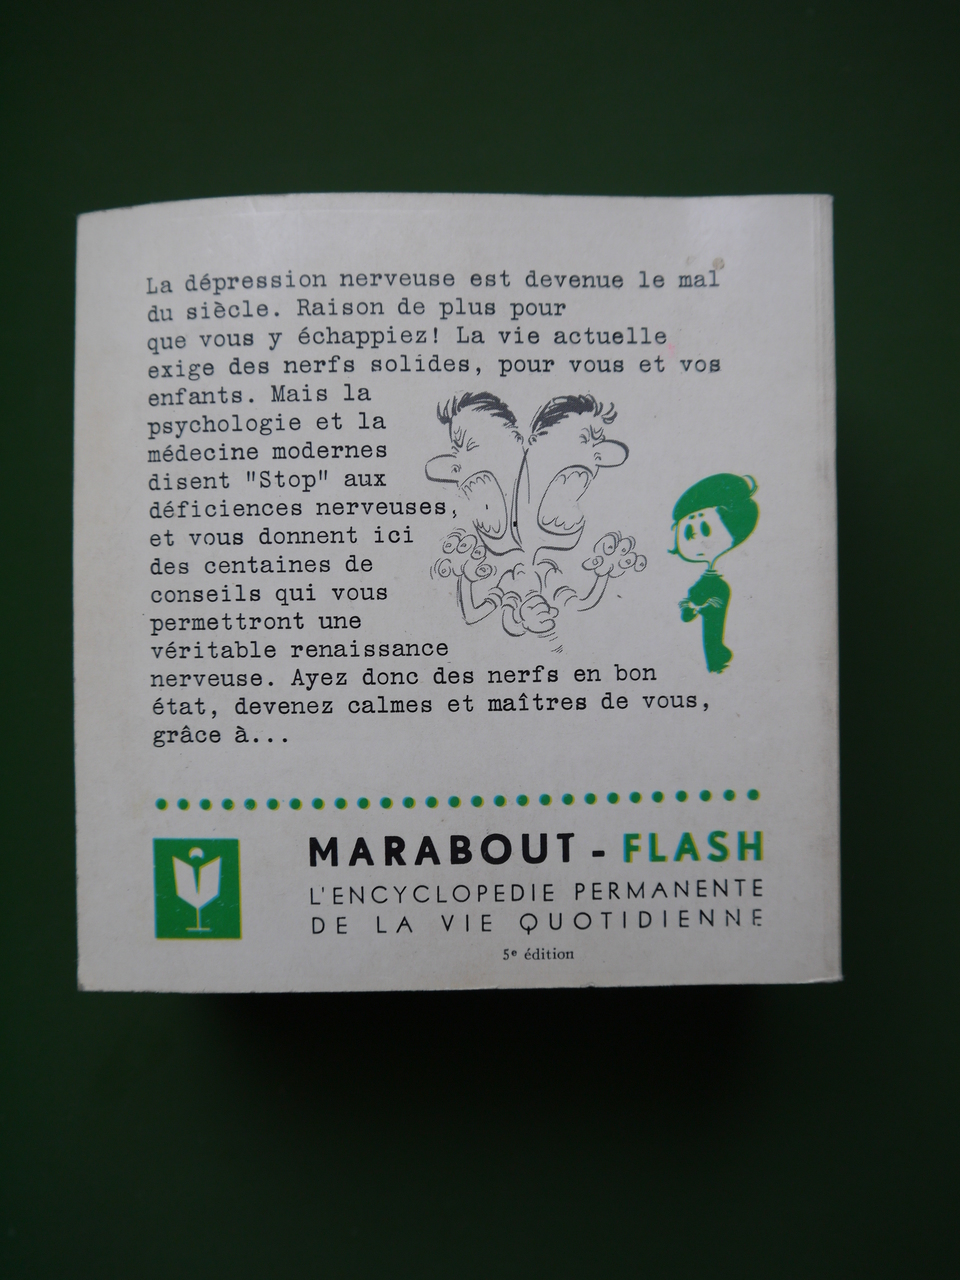 La dépression nerveuse est devenue le mal
du siècle. Raison de plus pour
que vous y échappiez! La vie actuelle
exige des nerfs solides, pour vous et vos
enfants. Mais la
psychologie et la
médecine modernes
disent "Stop" aux
déficiences nerveuses,
et vous donnent ici
des centaines de
conseils qui vous
permettront une
véritable renaissance
nerveuse. Ayez donc des nerfs en bon
état, devenez calmes et maîtres de vous,
grâce à...
MARABOUT - FLASH
L'ENCYCLOPEDIE PERMANENTE
DE LA VIE QUOTIDIENNE
5e édition